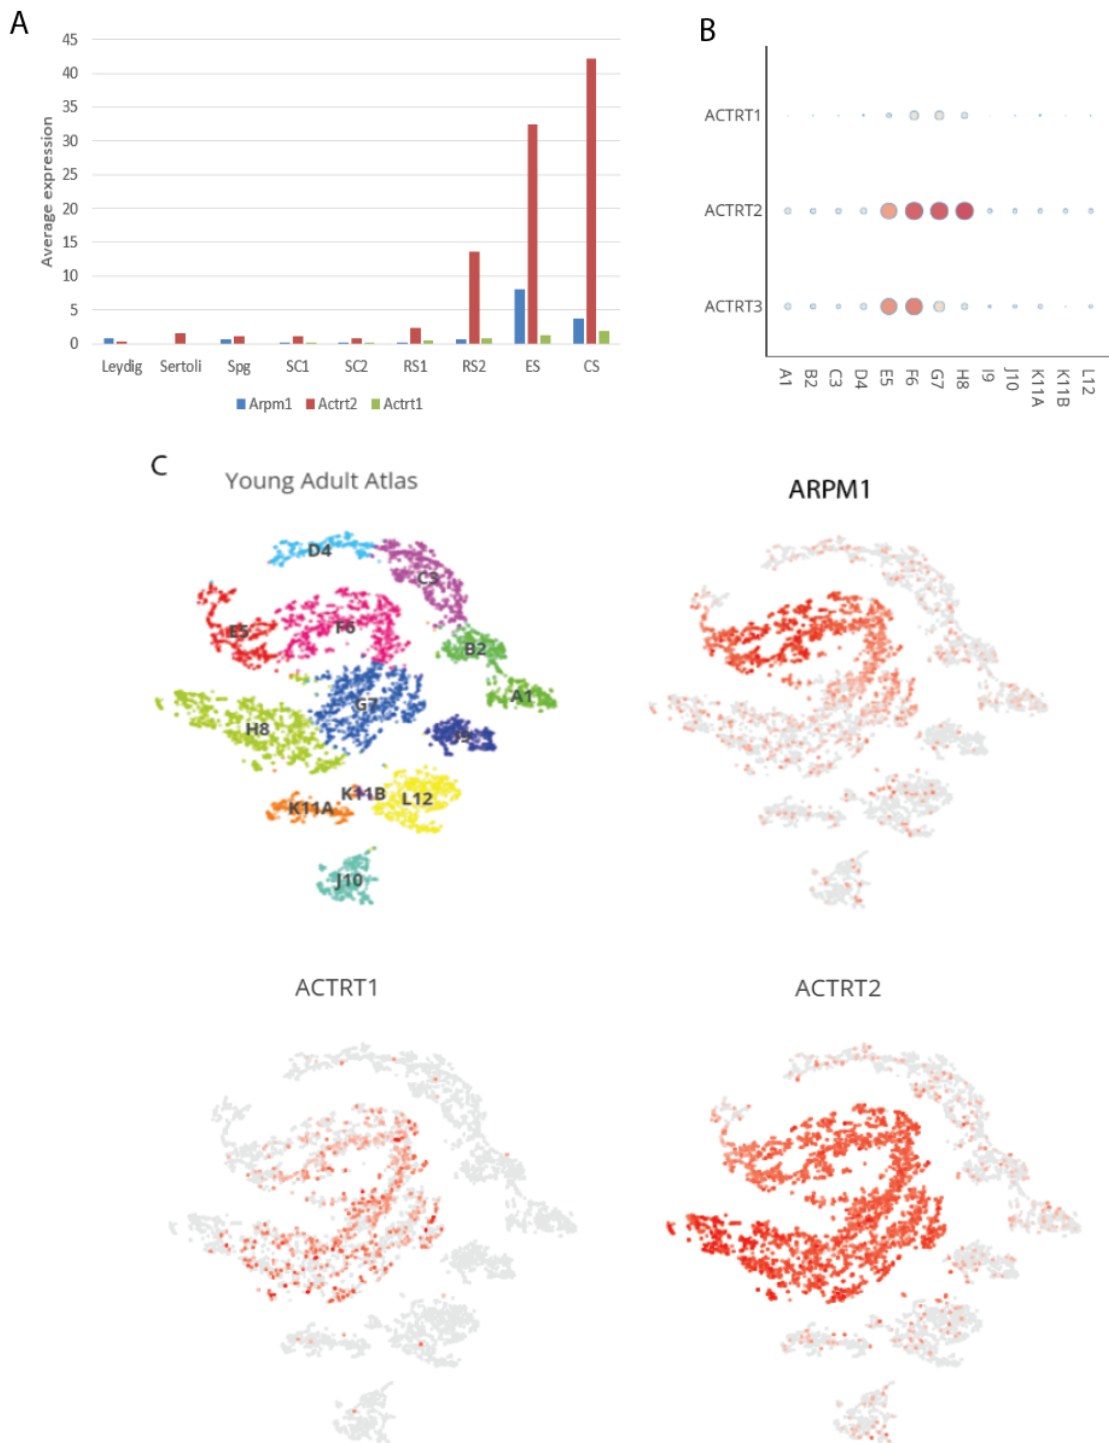 A
45
40
35
30
25
20
15
10
5
0
Average expression
Leydig Sertoli Spg SC1 SC2 RS1 RS2 ES CS
Arpm1 Actrt2 Actrt1
B
ACTRT1
ACTRT2
ACTRT3
A1 B2 C3 D4 E5 F6 G7 H8 I9 J10 K11A K11B L12
C
Young Adult Atlas
D4
C3
E5
F6
B2
A1
G7
H8
K11B
K11A
L12
J10
ARPM1
ACTRT1
ACTRT2